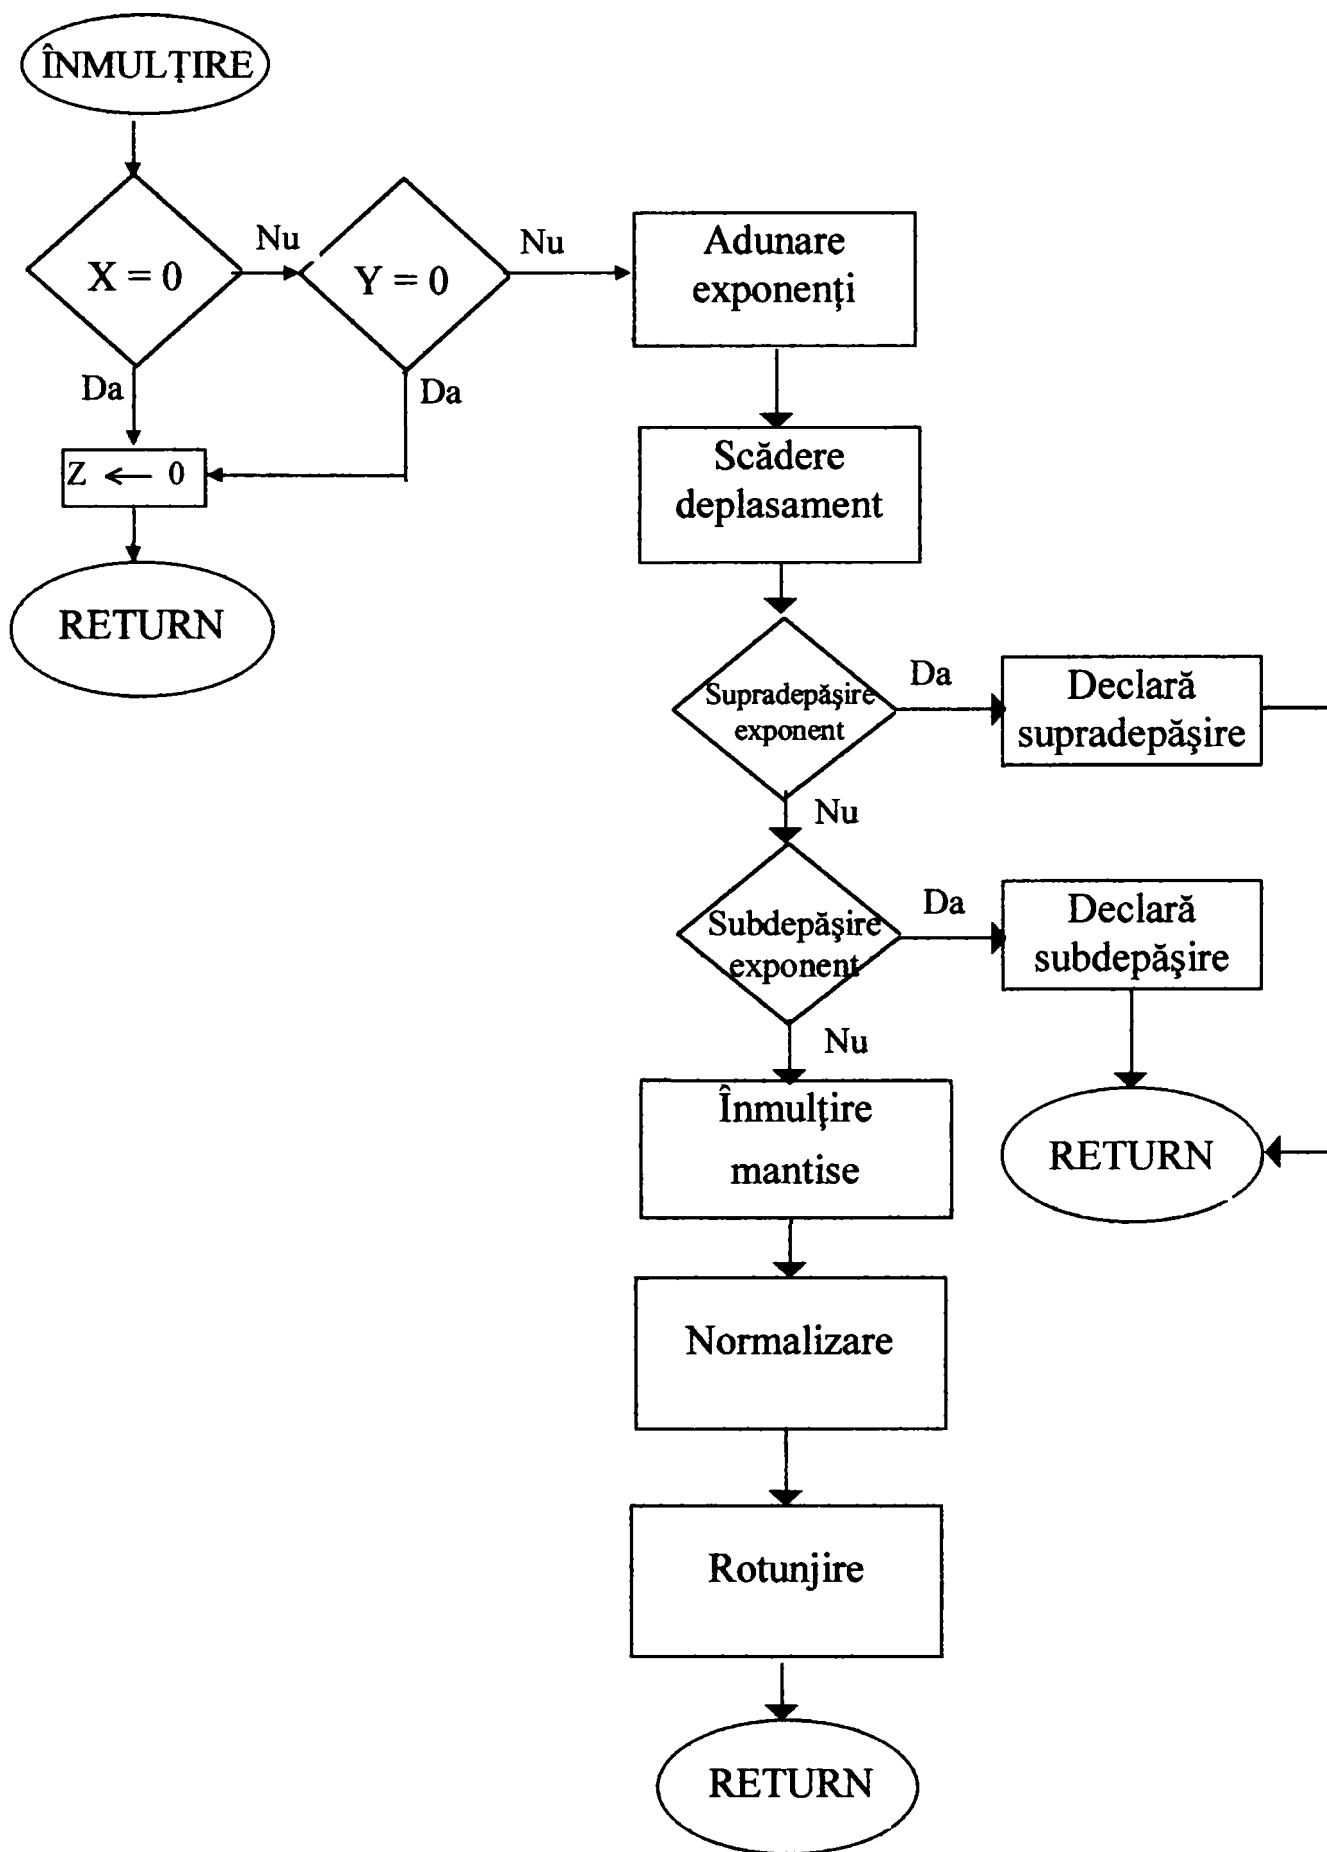 ÎNMULŢIRE
X = 0
Nu
Y = 0
Nu
Da
Da
Z ← 0
RETURN
Adunare
exponenţi
Scădere
deplasament
Supradepăşire
exponent
Da
Declară
supradepăşire
Nu
Subdepăşire
exponent
Da
Declară
subdepăşire
RETURN
Nu
Înmulţire
mantise
Normalizare
Rotunjire
RETURN